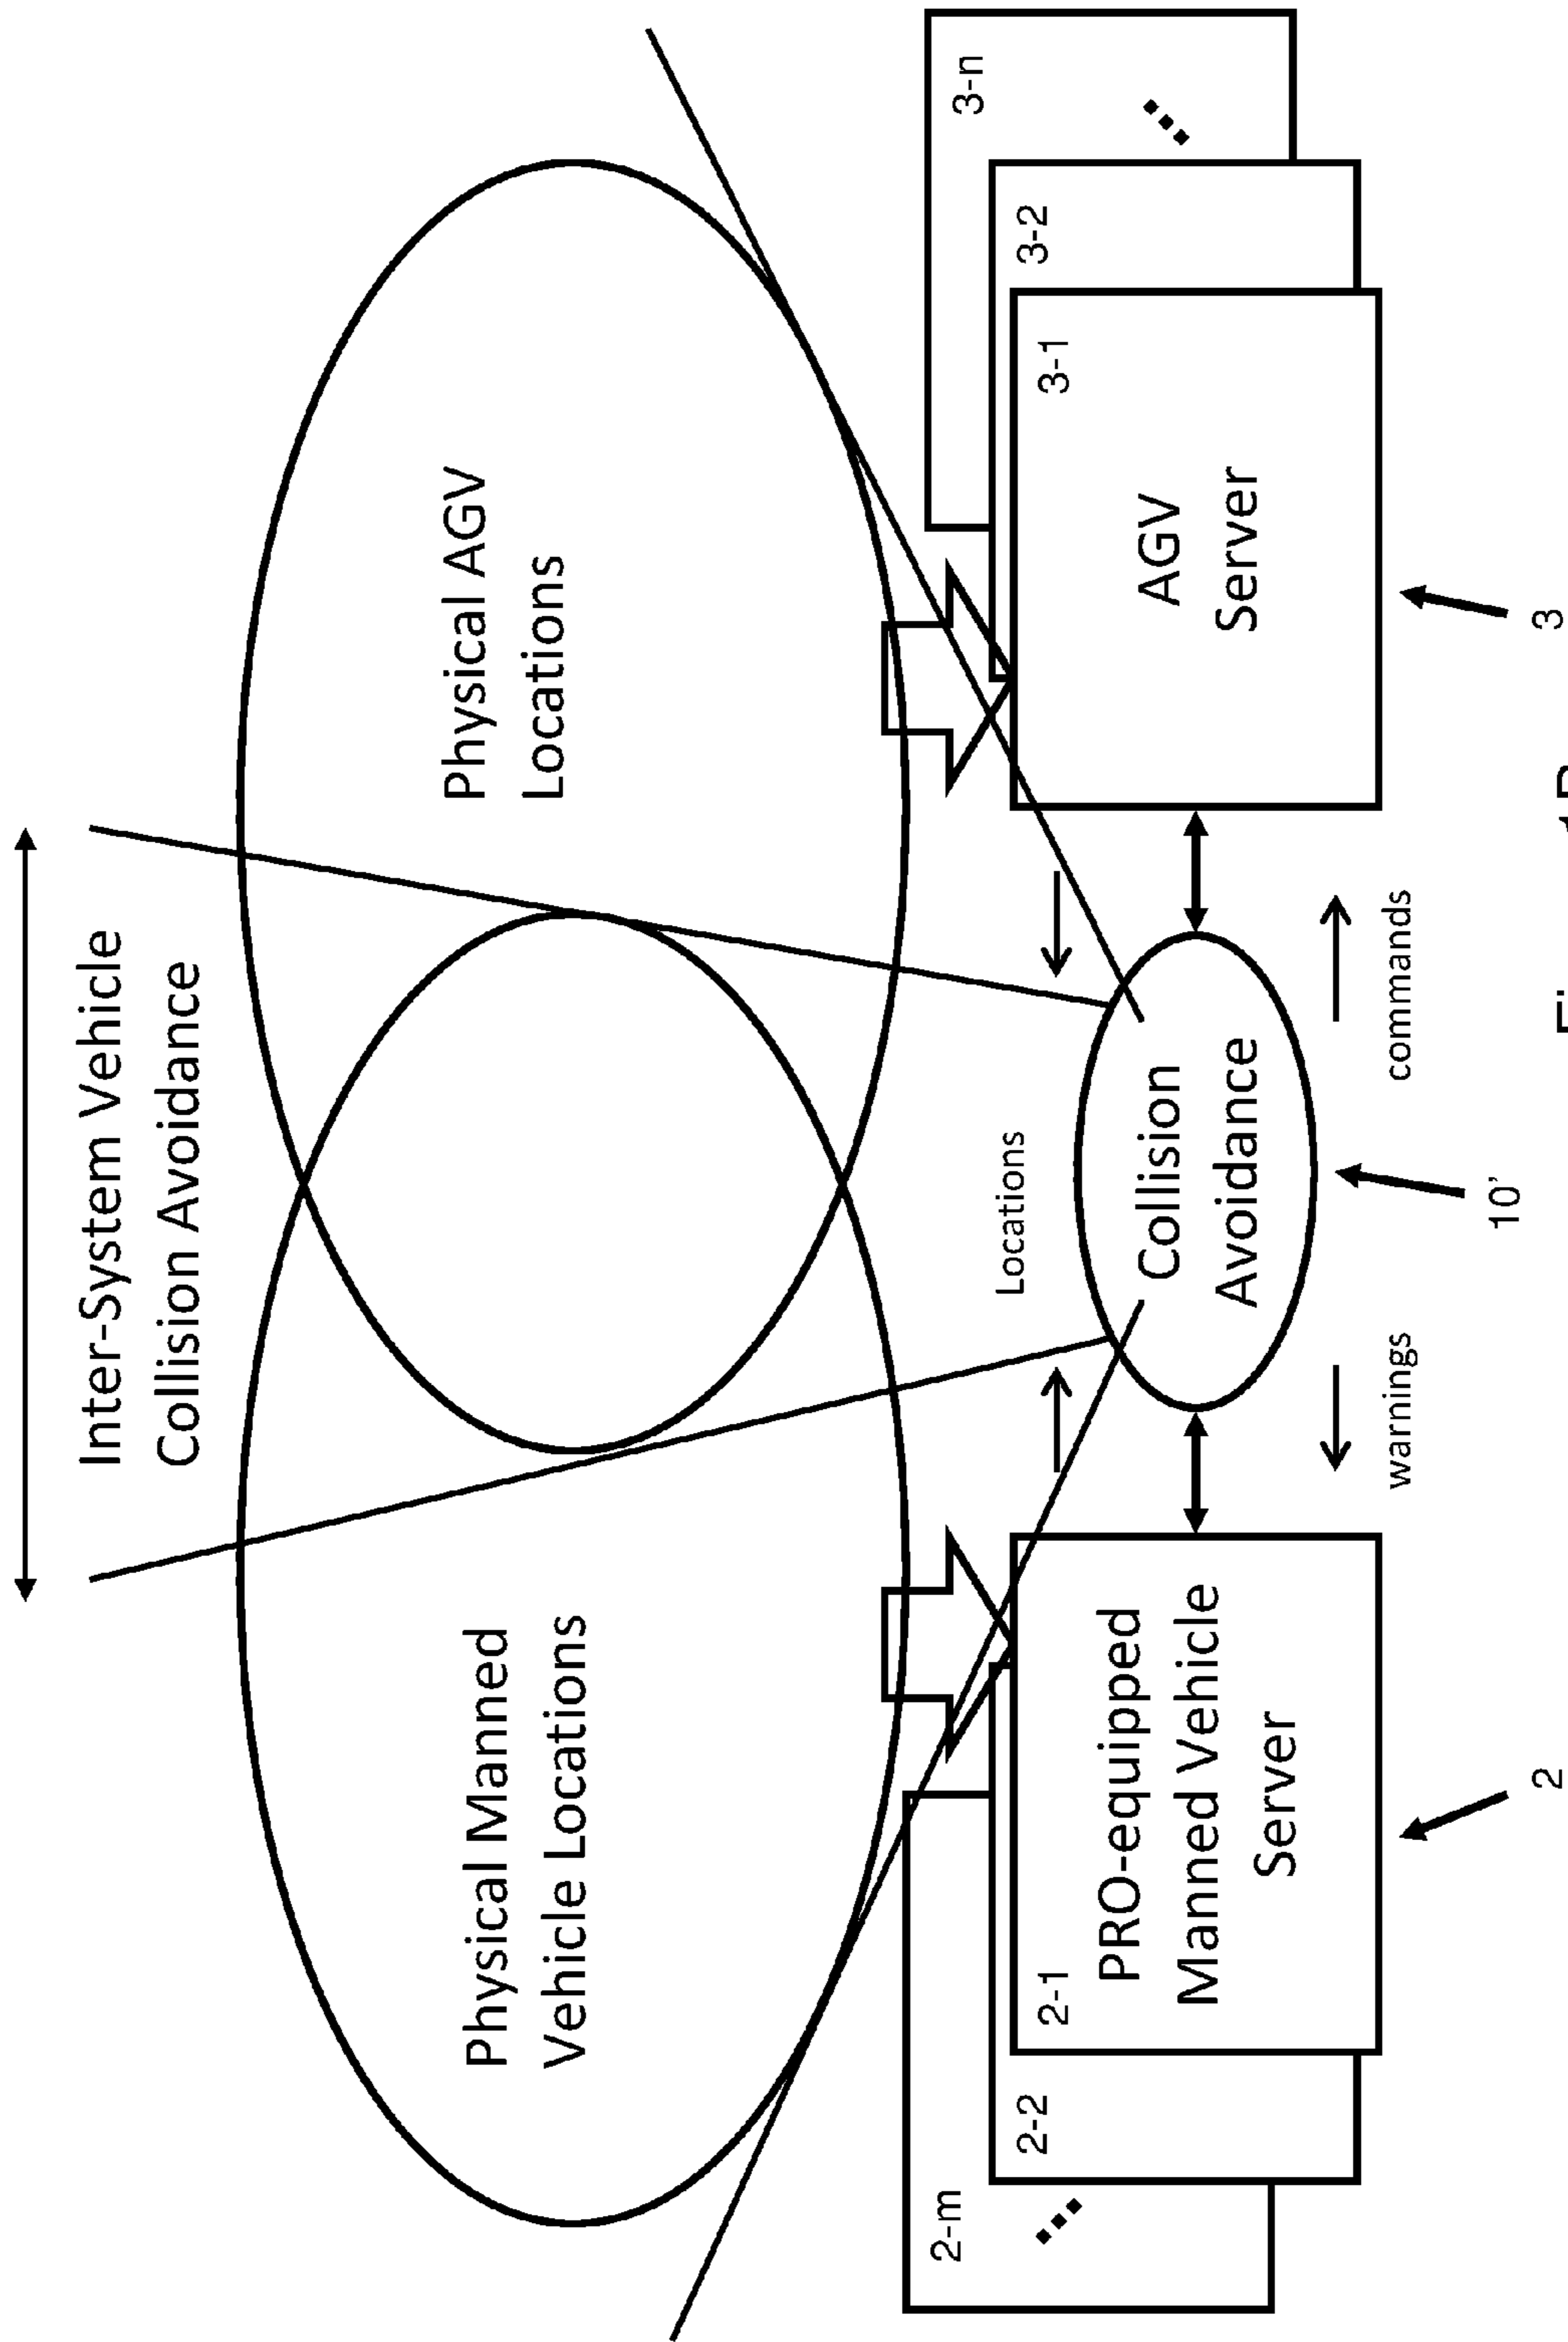 Inter-System Vehicle
Collision Avoidance
Physical Manned
Vehicle Locations
Physical AGV
Locations
2-m
2-2
2-1
PRO-equipped
Manned Vehicle
Server
Locations
Collision
Avoidance
warnings
commands
3-n
3-2
3-1
AGV
Server
2
10'
3